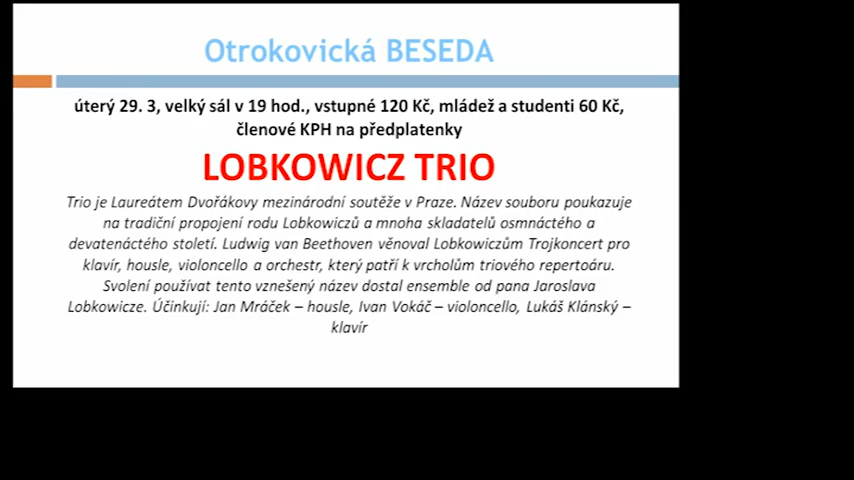 Otrokovická BESEDA
úterý 29. 3, velký sál v 19 hod., vstupné 120 Kč, mládež a studenti 60 Kč,
členové KPH na předplatenky
LOBKOWICZ TRIO
Trio je Laureátem Dvořákovy mezinárodní soutěže v Praze. Název souboru poukazuje
na tradiční propojení rodu Lobkowiczů a mnoha skladatelů osmnáctého a
devatenáctého století. Ludwig van Beethoven věnoval Lobkowiczům Trojkoncert pro
klavír, housle, violoncello a orchestr, který patří k vrcholům triového repertoáru.
Svolení používat tento vznešený název dostal ensemble od pana Jaroslava
Lobkowicze. Účinkují: Jan Mráček – housle, Ivan Vokáč – violoncello, Lukáš Klánský –
klavír